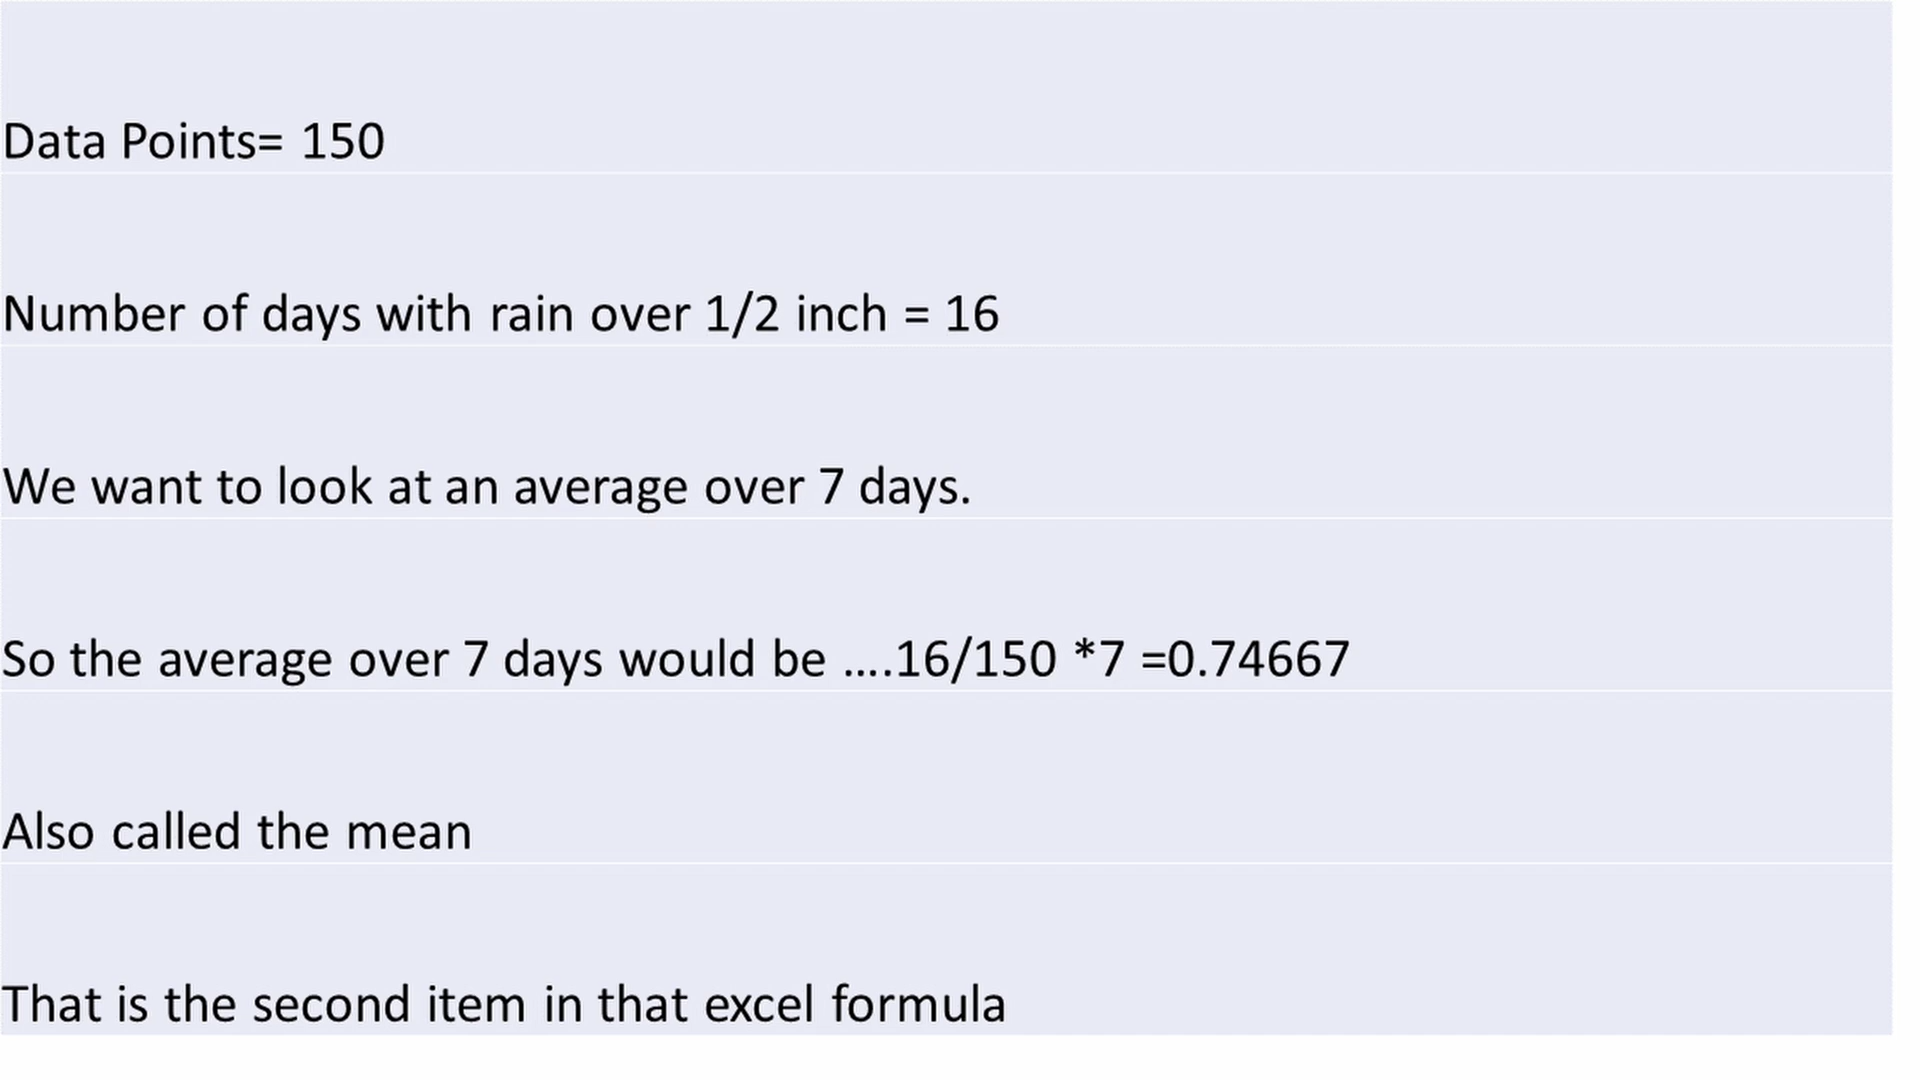 Data Points= 150
Number of days with rain over 1/2 inch = 16
We want to look at an average over 7 days.
So the average over 7 days would be ....16/150 *7 =0.74667
Also called the mean
That is the second item in that excel formula